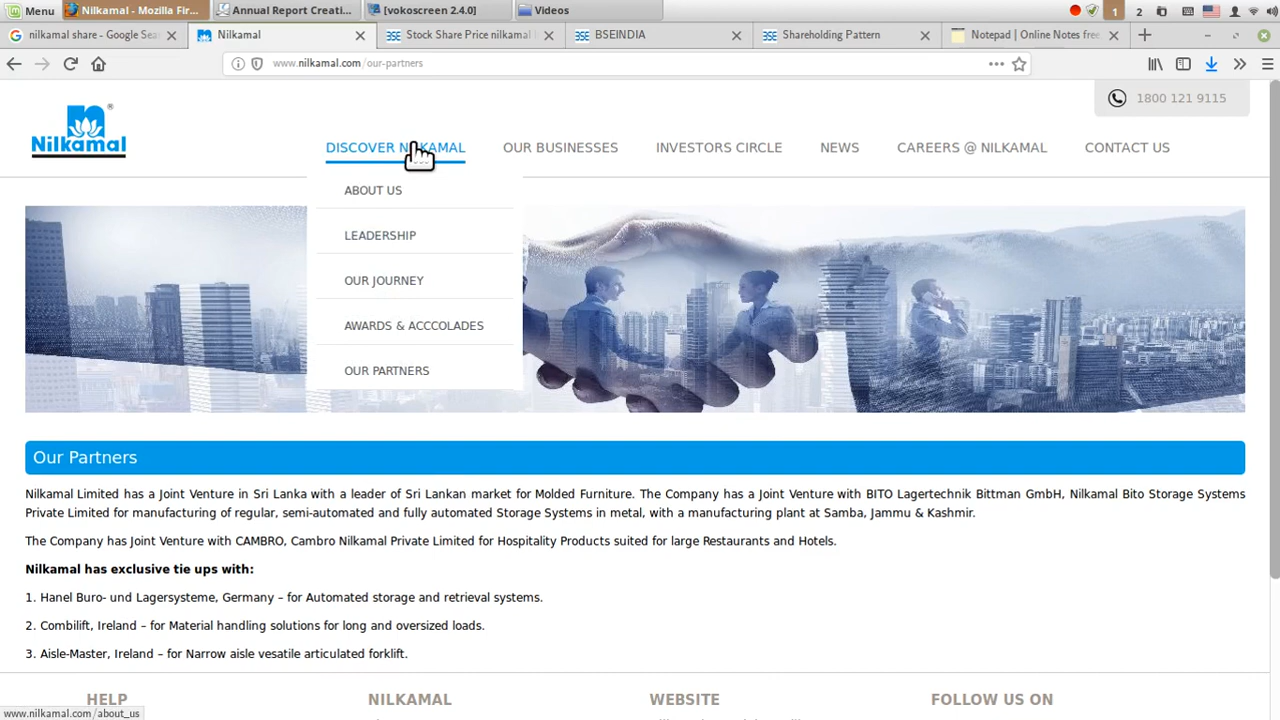 Menu
Nilkamal - Mozilla Fir...
Annual Report Creati...
[vokoscreen 2.4.0]
Videos
1
2
nilkamal share - Google Sea
Nilkamal
Stock Share Price nilkamal
BSEINDIA
Shareholding Pattern
Notepad | Online Notes free
www.nilkamal.com/our-partners
1800 121 9115
Nilkamal
DISCOVER NILKAMAL
OUR BUSINESSES
INVESTORS CIRCLE
NEWS
CAREERS @ NILKAMAL
CONTACT US
ABOUT US
LEADERSHIP
OUR JOURNEY
AWARDS & ACCCOLADES
OUR PARTNERS
Our Partners
Nilkamal Limited has a Joint Venture in Sri Lanka with a leader of Sri Lankan market for Molded Furniture. The Company has a Joint Venture with BITO Lagertechnik Bittman GmbH, Nilkamal Bito Storage Systems
Private Limited for manufacturing of regular, semi-automated and fully automated Storage Systems in metal, with a manufacturing plant at Samba, Jammu & Kashmir.
The Company has Joint Venture with CAMBRO, Cambro Nilkamal Private Limited for Hospitality Products suited for large Restaurants and Hotels.
Nilkamal has exclusive tie ups with:
1. Hanel Buro- und Lagersysteme, Germany – for Automated storage and retrieval systems.
2. Combilift, Ireland – for Material handling solutions for long and oversized loads.
3. Aisle-Master, Ireland – for Narrow aisle vesatile articulated forklift.
HELP
NILKAMAL
WEBSITE
FOLLOW US ON
www.nilkamal.com/about_us